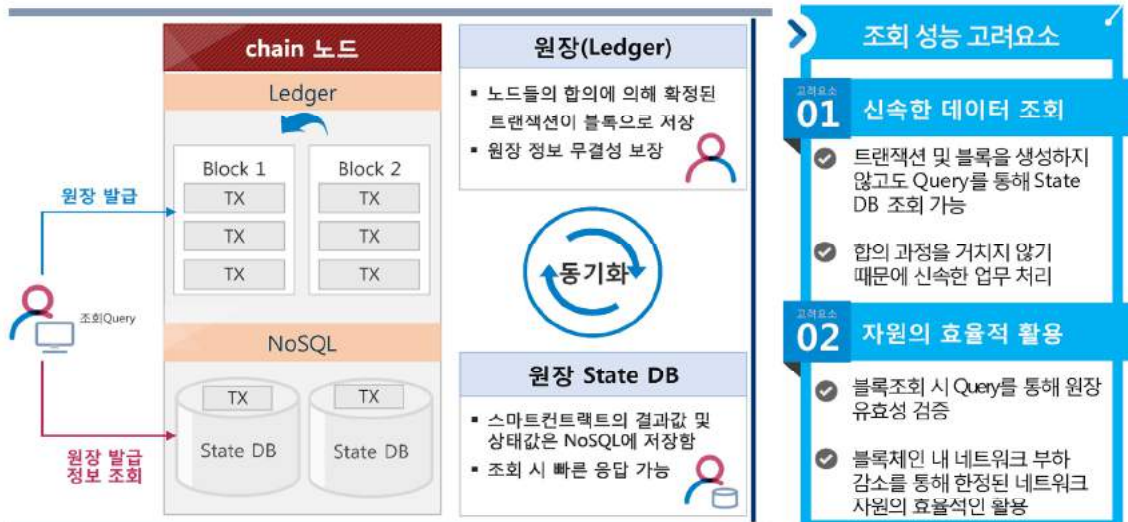 chain 노드
Ledger
Block 1
TX
TX
TX
Block 2
TX
TX
TX
원장 발급
조회Query
원장 발급
정보 조회
NoSQL
TX
State DB
TX
State DB
원장(Ledger)
▪ 노드들의 합의에 의해 확정된
트랜잭션이 블록으로 저장
▪ 원장 정보 무결성 보장
동기화
원장 State DB
▪ 스마트컨트랙트의 결과값 및
상태값은 NoSQL에 저장함
▪ 조회 시 빠른 응답 가능
조회 성능 고려요소
고려요소
01 신속한 데이터 조회
트랜잭션 및 블록을 생성하지
않고도 Query를 통해 State
DB 조회 가능
합의 과정을 거치지 않기
때문에 신속한 업무 처리
고려요소
02 자원의 효율적 활용
블록조회 시 Query를 통해 원장
유효성 검증
블록체인 내 네트워크 부하
감소를 통해 한정된 네트워크
자원의 효율적인 활용